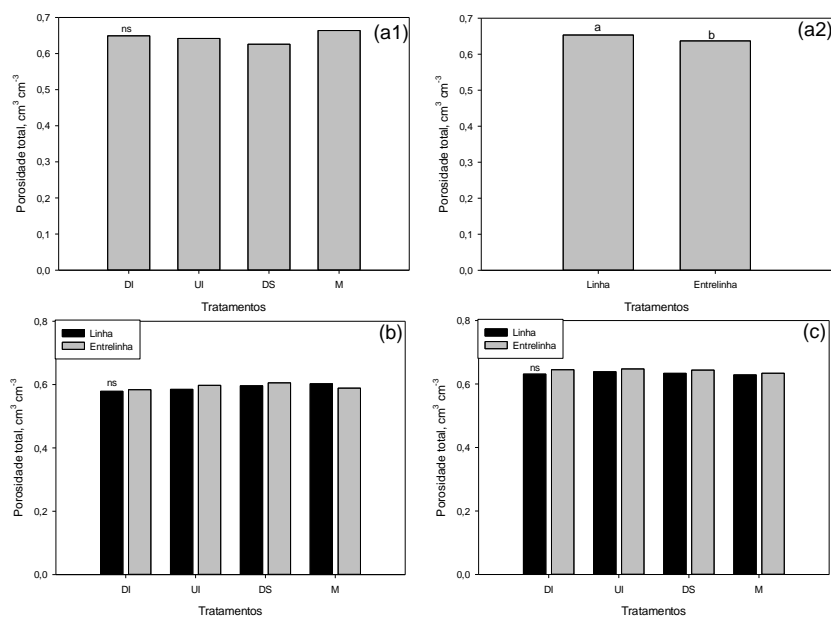 (a1)
ns
0,7
0,6
0,5
0,4
0,3
0,2
0,1
0,0
Porosidade total, cm³ cm⁻³
DI UI DS M
Tratamentos
(a2)
a b
0,7
0,6
0,5
0,4
0,3
0,2
0,1
0,0
Porosidade total, cm³ cm⁻³
Linha Entrelinha
Tratamentos
(b)
Linha
Entrelinha
ns
0,8
0,6
0,4
0,2
0,0
Porosidade total, cm³ cm⁻³
DI UI DS M
Tratamentos
(c)
Linha
Entrelinha
ns
0,8
0,6
0,4
0,2
0,0
Porosidade total, cm³ cm⁻³
DI UI DS M
Tratamentos